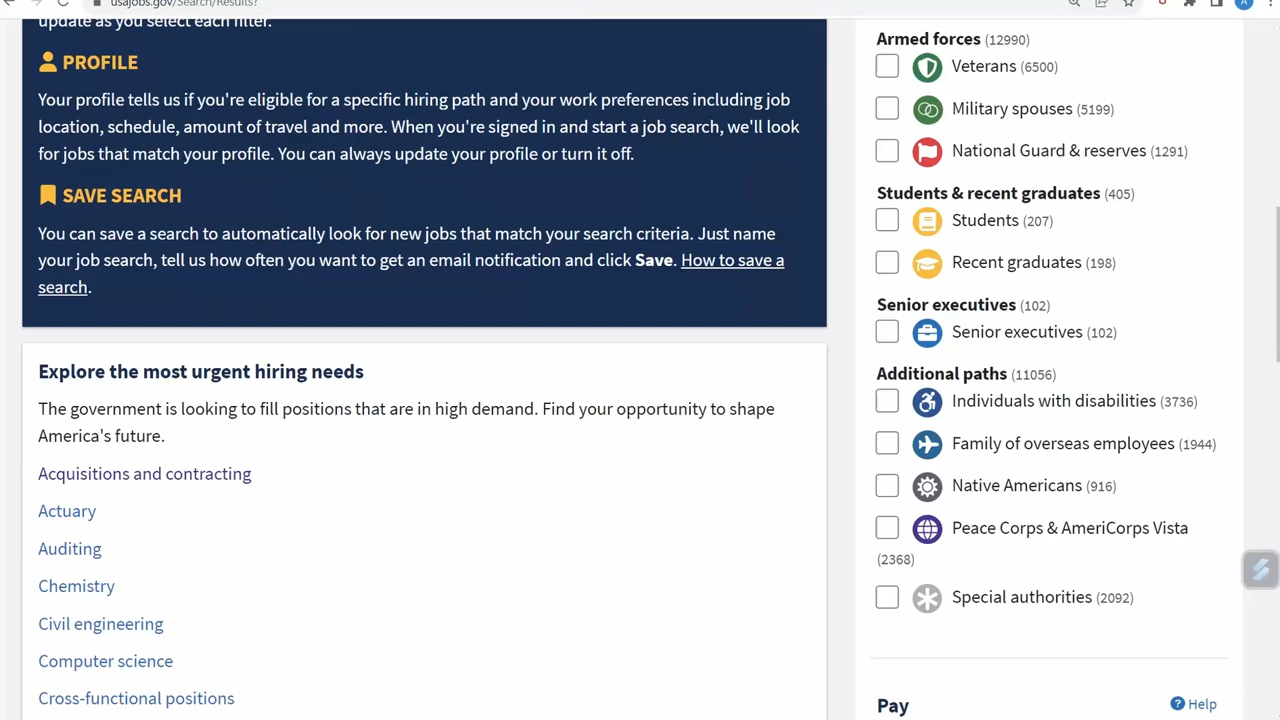 usajobs.gov/Search/Results?
update as you select each filter.
PROFILE
Your profile tells us if you're eligible for a specific hiring path and your work preferences including job
location, schedule, amount of travel and more. When you're signed in and start a job search, we'll look
for jobs that match your profile. You can always update your profile or turn it off.
SAVE SEARCH
You can save a search to automatically look for new jobs that match your search criteria. Just name
your job search, tell us how often you want to get an email notification and click Save. How to save a
search.
Explore the most urgent hiring needs
The government is looking to fill positions that are in high demand. Find your opportunity to shape
America's future.
Acquisitions and contracting
Actuary
Auditing
Chemistry
Civil engineering
Computer science
Cross-functional positions
Armed forces (12990)
Veterans (6500)
Military spouses (5199)
National Guard & reserves (1291)
Students & recent graduates (405)
Students (207)
Recent graduates (198)
Senior executives (102)
Senior executives (102)
Additional paths (11056)
Individuals with disabilities (3736)
Family of overseas employees (1944)
Native Americans (916)
Peace Corps & AmeriCorps Vista
(2368)
Special authorities (2092)
Pay
Help